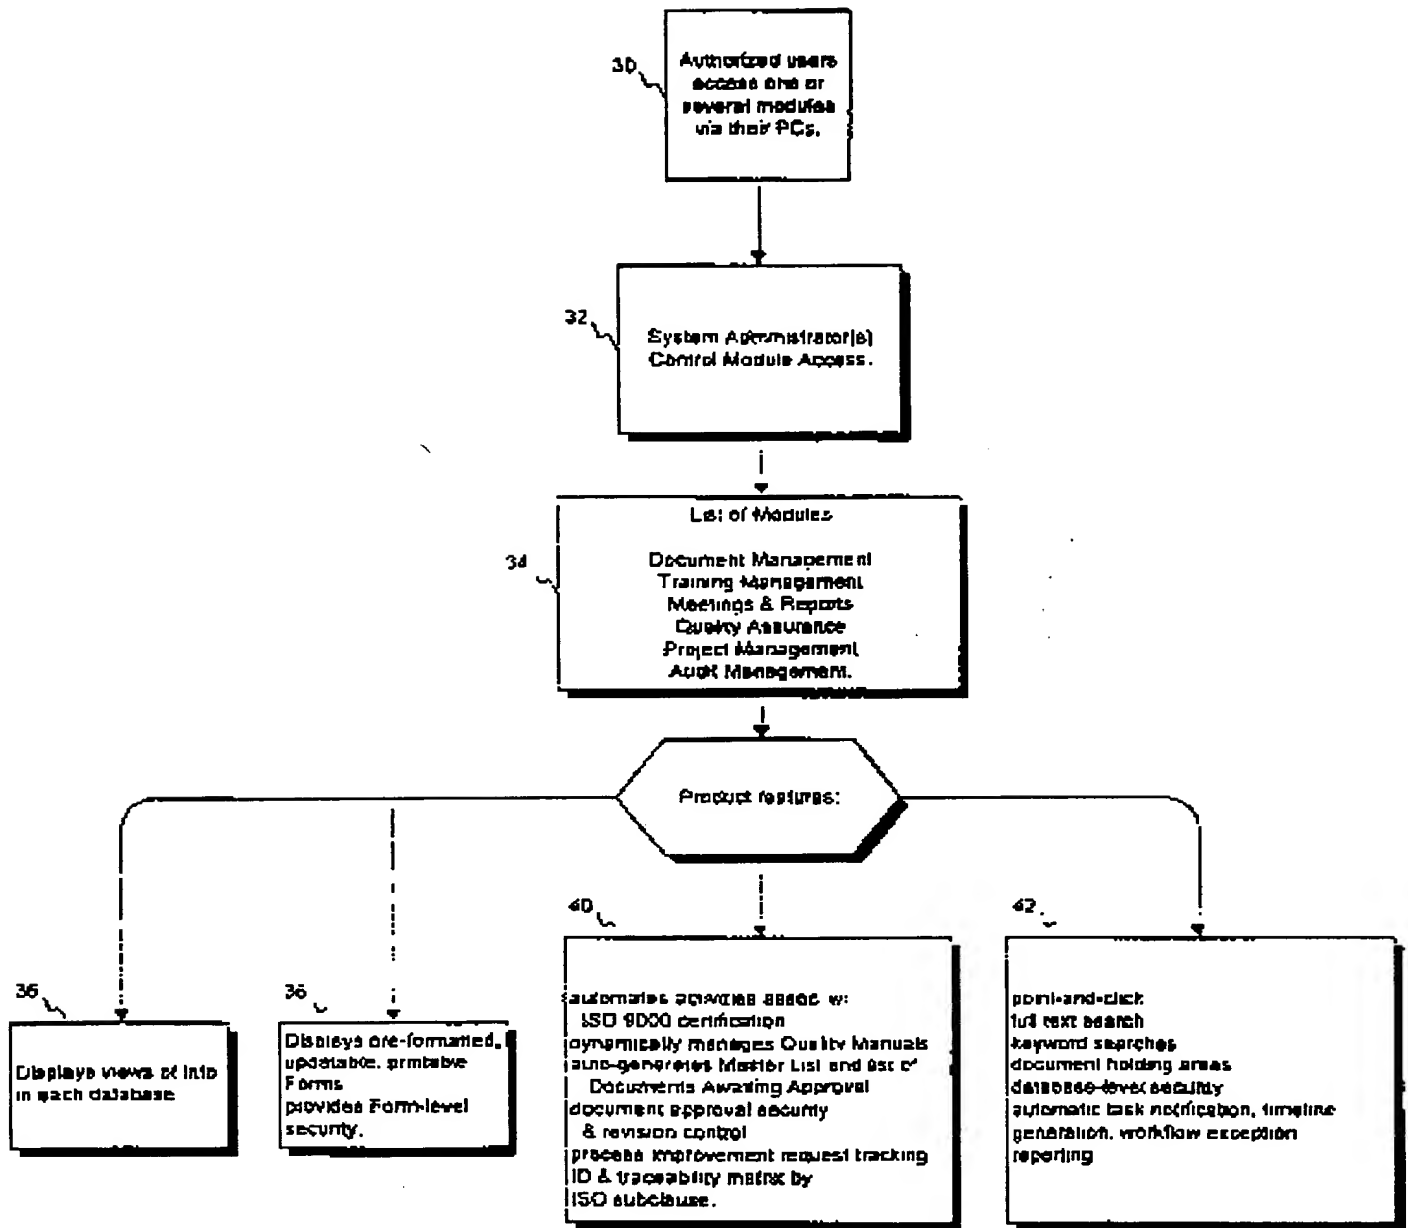 30
Authorized users
access one or
several modules
via their PCs.
32
System Administrator(s)
Control Module Access.
34
List of Modules
Document Management
Training Management
Meetings & Reports
Quality Assurance
Project Management
Audit Management.
Product features:
36
Displays views of info
in each database
36
Displays pre-formatted,
updatable, printable
Forms
provides Form-level
security.
40
automates activities assoc. w:
ISO 9000 certification
dynamically manages Quality Manuals
auto-generates Master List and list of
Documents Awaiting Approval
document approval security
& revision control
process improvement request tracking
ID & traceability matrix by
ISO subclause.
42
point-and-click
full text search
keyword searches
document holding areas
database-level security
automatic task notification, timeline
generation, workflow exception
reporting